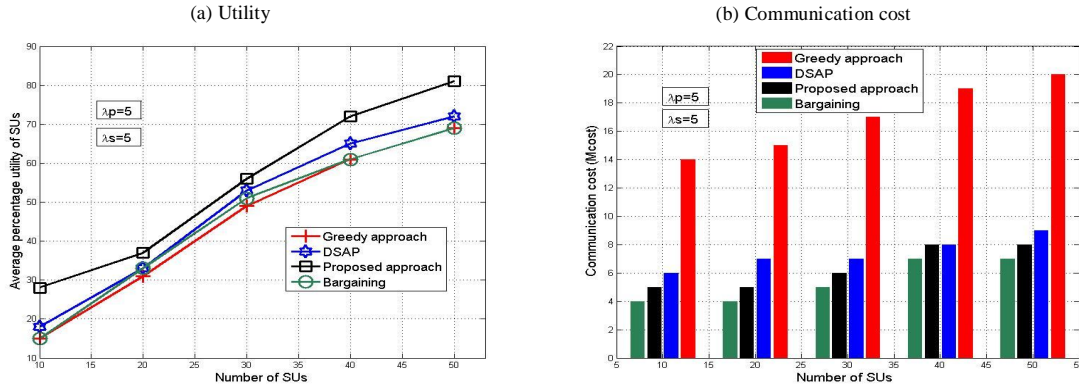 (a) Utility
Average percentage utility of SUs
90
80
70
60
50
40
30
20
10
λp=5
λs=5
Greedy approach
DSAP
Proposed approach
Bargaining
10 15 20 25 30 35 40 45 50
Number of SUs
(b) Communication cost
Communication cost (Mcost)
22
20
18
16
14
12
10
8
6
4
2
0
λp=5
λs=5
Greedy approach
DSAP
Proposed approach
Bargaining
5 10 15 20 25 30 35 40 45 50 55
Number of SUs